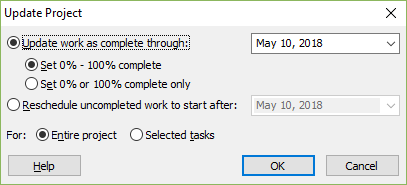 Update Project
Update work as complete through: May 10, 2018
Set 0% - 100% complete
Set 0% or 100% complete only
Reschedule uncompleted work to start after: May 10, 2018
For: Entire project Selected tasks
Help OK Cancel